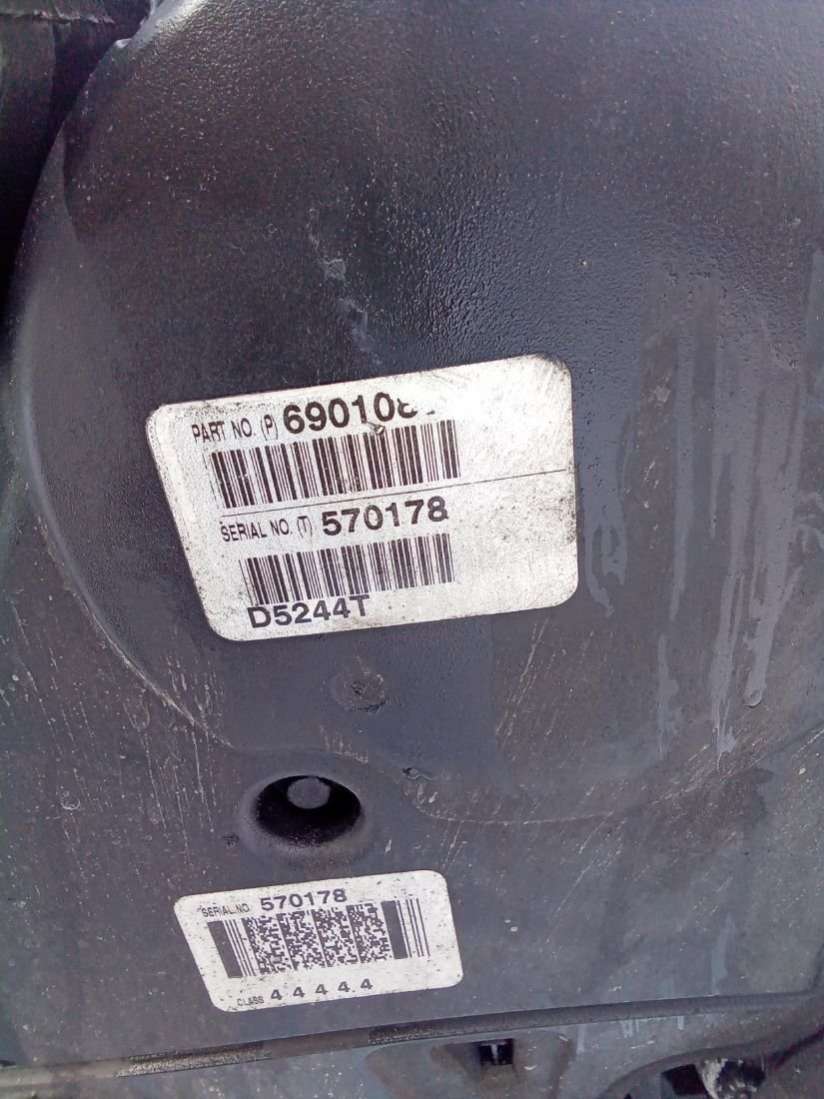 PART NO. (P) 690108
SERIAL NO. (T) 570178
D5244T
SERIAL NO. 570178
CLASS 4 4 4 4 4